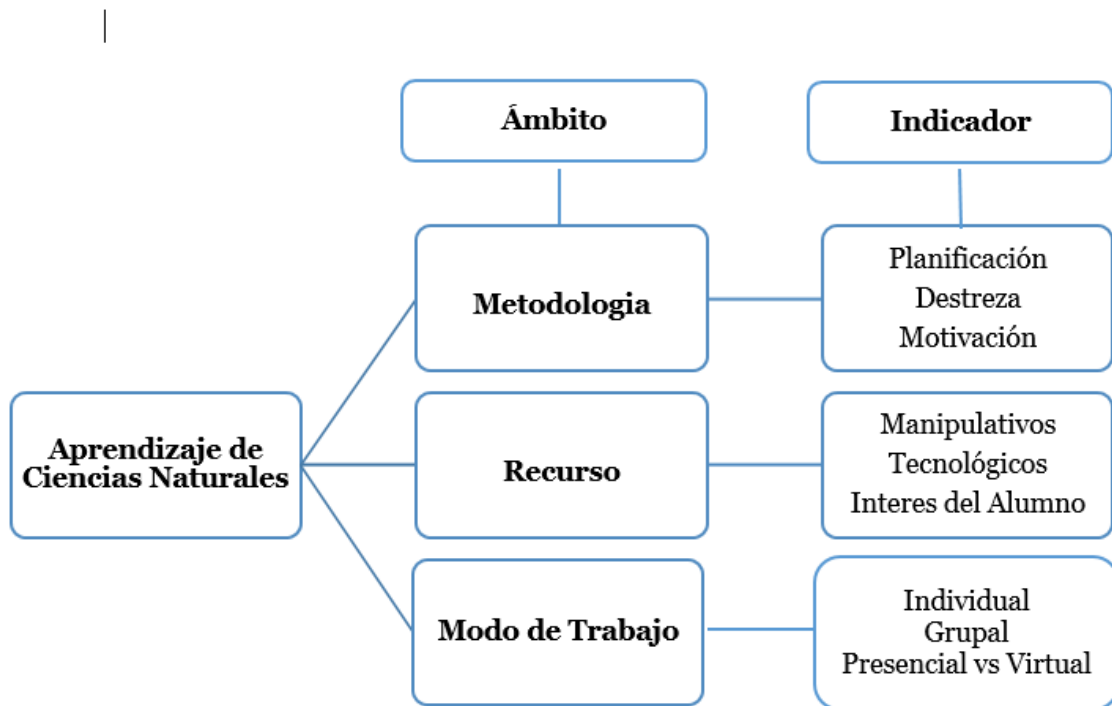 Ámbito
Indicador
Metodologia
Planificación
Destreza
Motivación
Aprendizaje de
Ciencias Naturales
Recurso
Manipulativos
Tecnológicos
Interes del Alumno
Modo de Trabajo
Individual
Grupal
Presencial vs Virtual